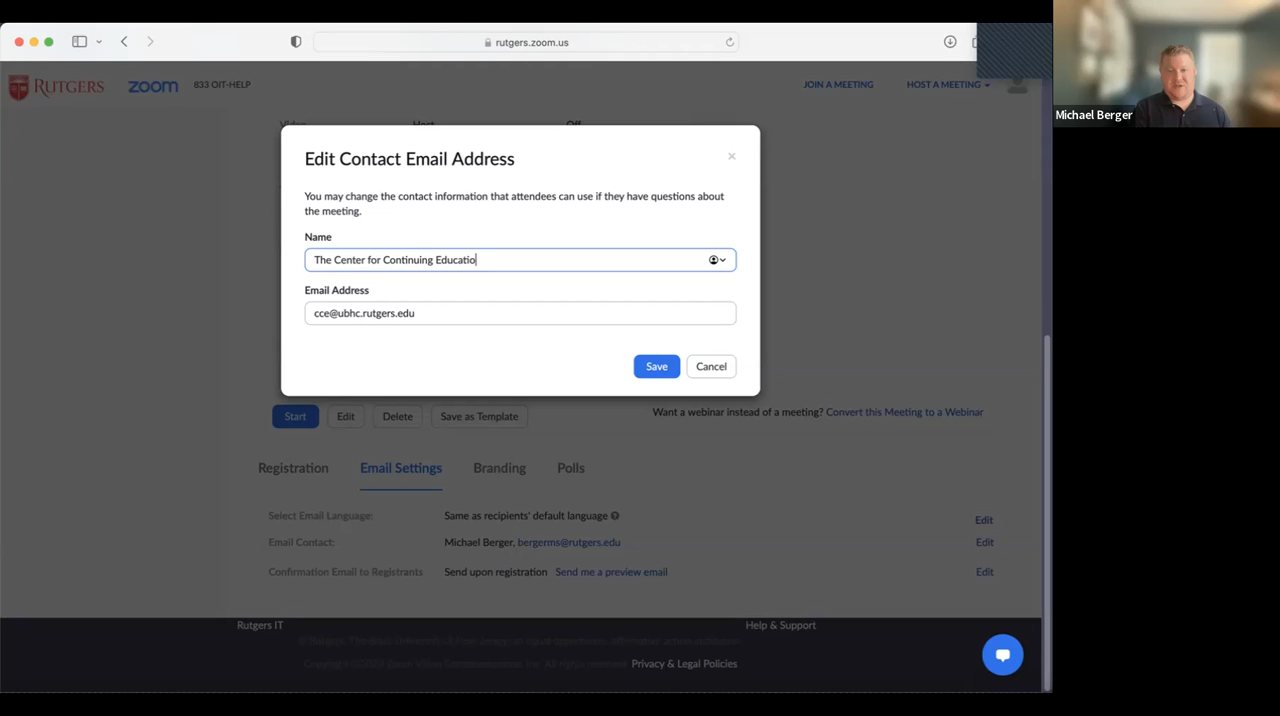 rutgers.zoom.us
RUTGERS
zoom
833 OIT-HELP
JOIN A MEETING
HOST A MEETING
Michael Berger
Video
Host
Off
Edit Contact Email Address
You may change the contact information that attendees can use if they have questions about
the meeting.
Name
The Center for Continuing Educatio
Email Address
cce@ubhc.rutgers.edu
Save
Cancel
Start
Edit
Delete
Save as Template
Want a webinar instead of a meeting? Convert this Meeting to a Webinar
Registration
Email Settings
Branding
Polls
Select Email Language:
Same as recipients' default language
Edit
Email Contact:
Michael Berger, bergerms@rutgers.edu
Edit
Confirmation Email to Registrants
Send upon registration
Send me a preview email
Edit
Rutgers IT
Help & Support
Privacy & Legal Policies